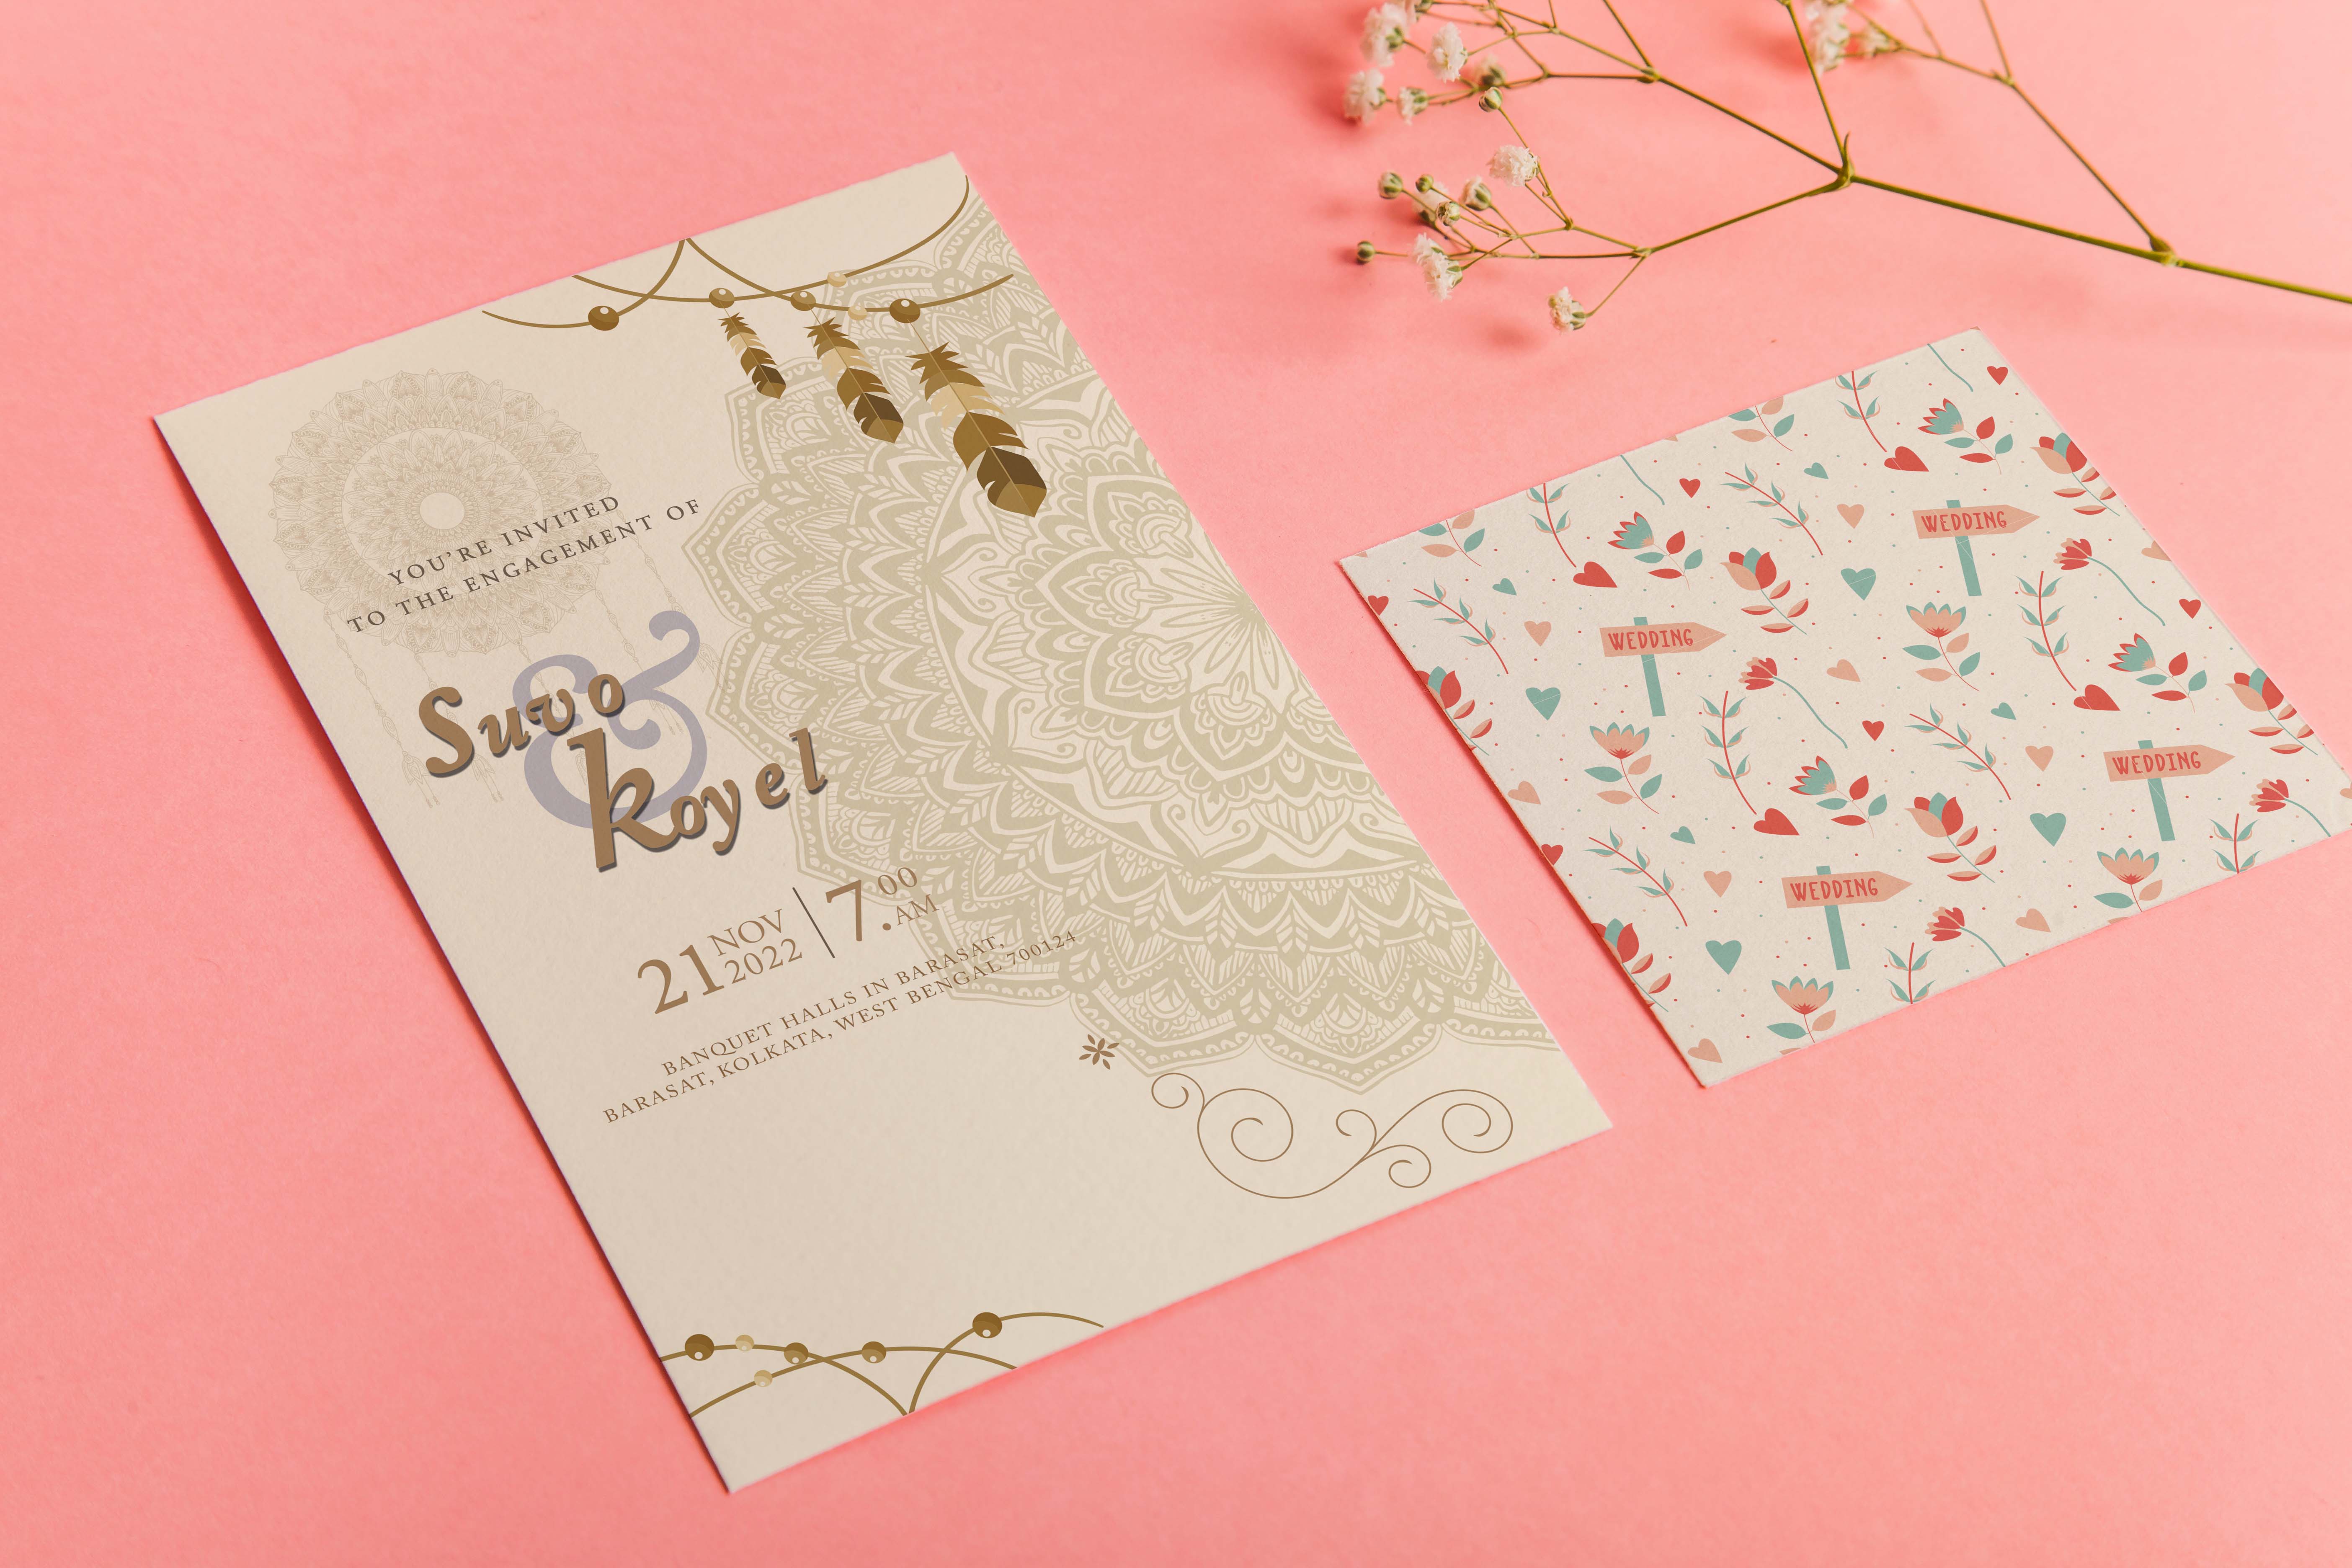 YOU'RE INVITED
TO THE ENGAGEMENT OF
Suvo
&
koyel
21 NOV 2022 | 7.00 AM
BANQUET HALLS IN BARASAT,
BARASAT, KOLKATA, WEST BENGAL 700124
WEDDING
WEDDING
WEDDING
WEDDING